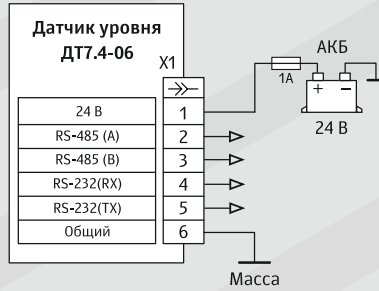 Датчик уровня
ДТ7.4-06
X1
АКБ
1А
+ −
24 В
24 В 1
RS-485 (A) 2
RS-485 (B) 3
RS-232(RX) 4
RS-232(TX) 5
Общий 6
Масса